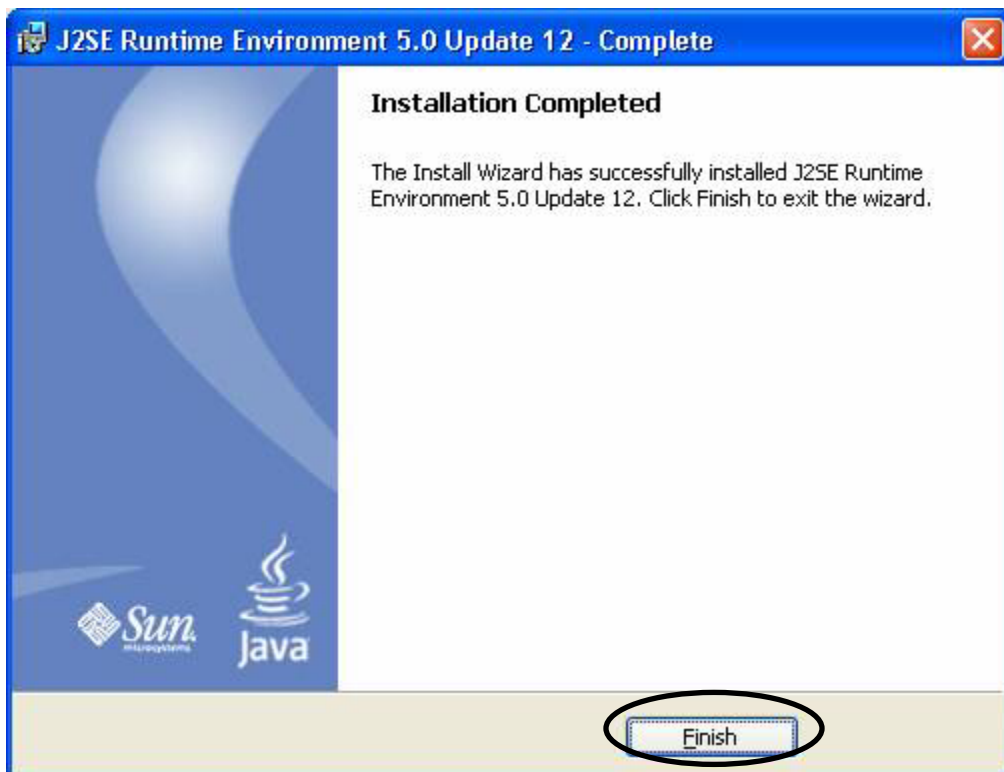 J2SE Runtime Environment 5.0 Update 12 - Complete
Installation Completed
The Install Wizard has successfully installed J2SE Runtime
Environment 5.0 Update 12. Click Finish to exit the wizard.
Sun
microsystems
Java
Finish